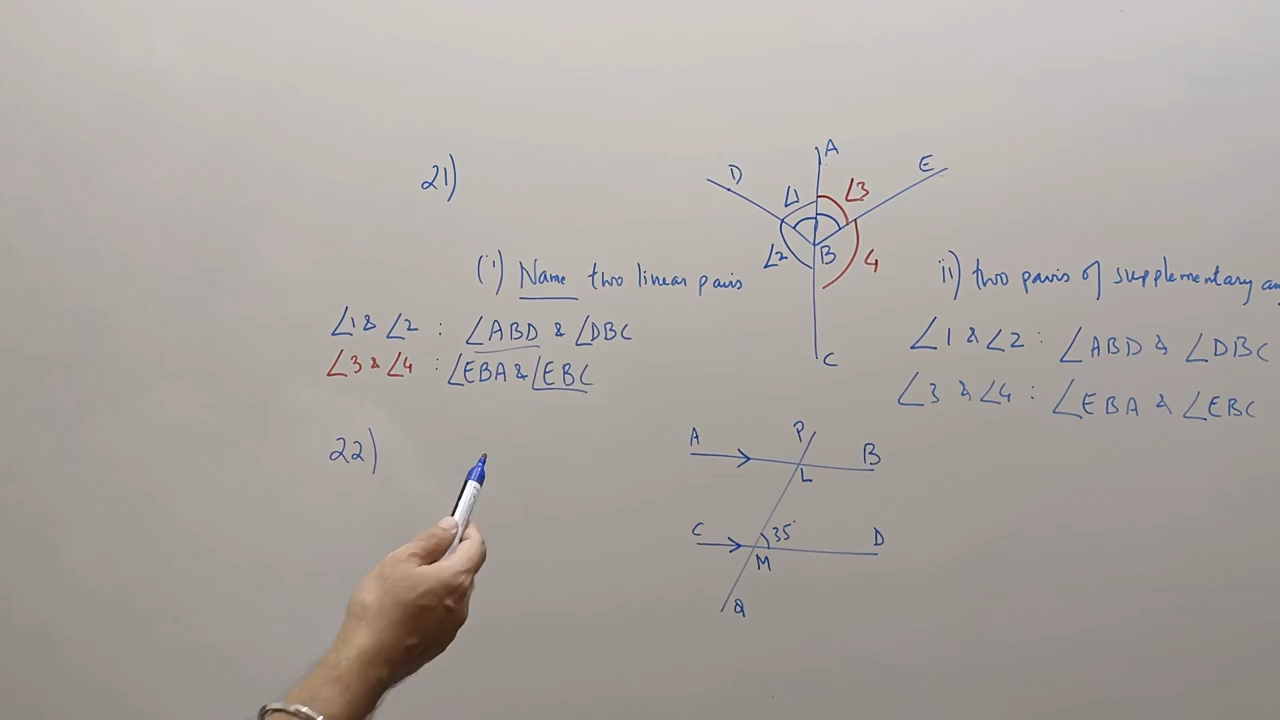 21)
D
A
E
∠1
∠3
∠2
B
4
C
(i) Name two linear pairs
∠1 & ∠2 : ∠ABD & ∠DBC
∠3 & ∠4 : ∠EBA & ∠EBC
ii) two pairs of supplementary
∠1 & ∠2 : ∠ABD & ∠DBC
∠3 & ∠4 : ∠EBA & ∠EBC
22)
A
P
B
L
C
35°
D
M
Q